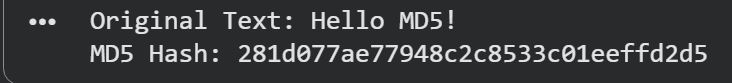 Original Text: Hello MD5!
MD5 Hash: 281d077ae77948c2c8533c01eeffd2d5